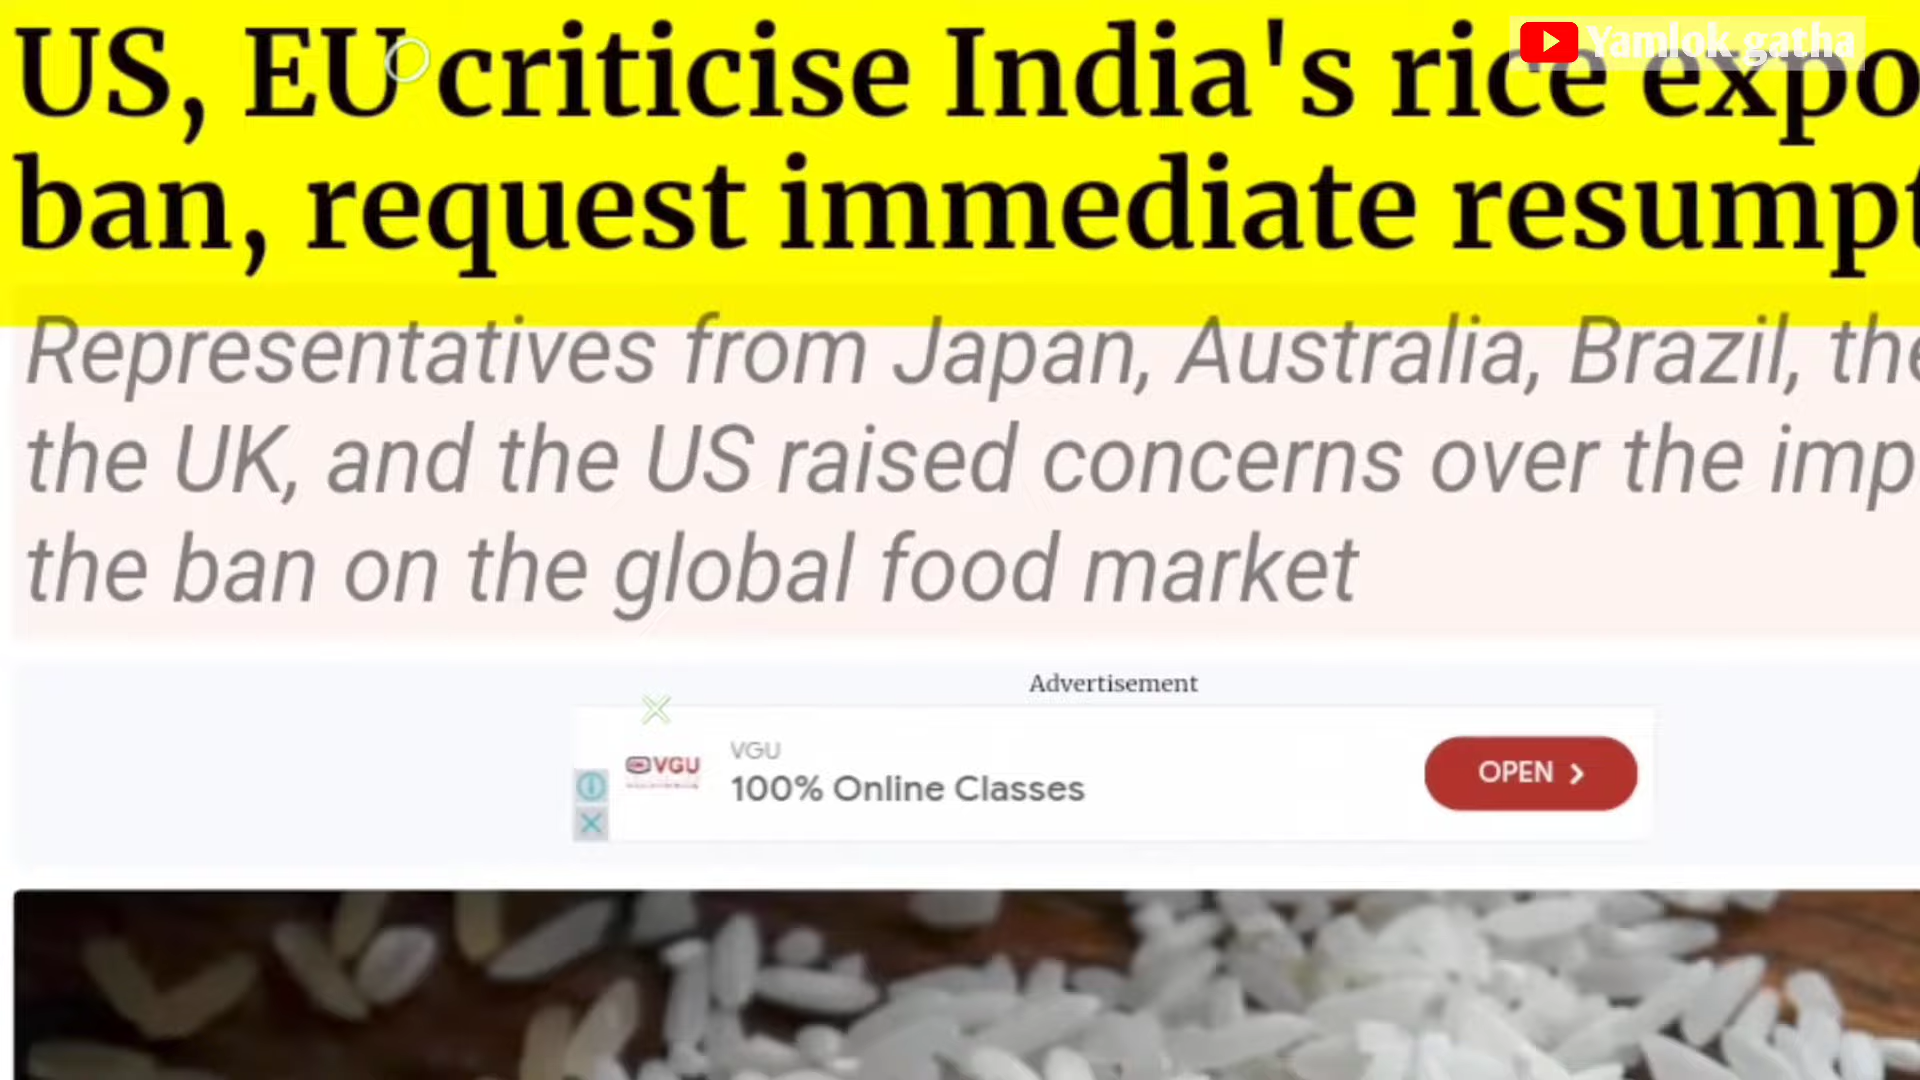 US, EU criticise India's rice expo
ban, request immediate resumpt
Yamlok gatha
Representatives from Japan, Australia, Brazil, the
the UK, and the US raised concerns over the imp
the ban on the global food market
Advertisement
VGU
VGU
100% Online Classes
OPEN